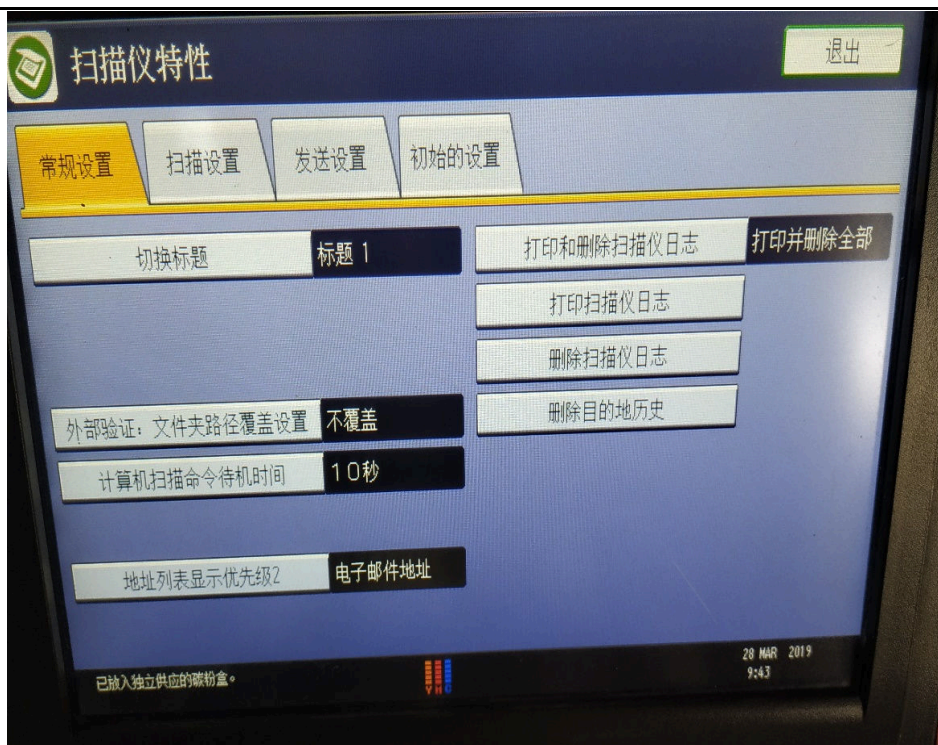 扫描仪特性
退出
常规设置
扫描设置
发送设置
初始的设置
切换标题
标题 1
打印和删除扫描仪日志
打印并删除全部
打印扫描仪日志
删除扫描仪日志
外部验证：文件夹路径覆盖设置
不覆盖
删除目的地历史
计算机扫描命令待机时间
10秒
地址列表显示优先级2
电子邮件地址
已放入独立供应的碳粉盒。
Y M C
28 MAR 2019
9:43